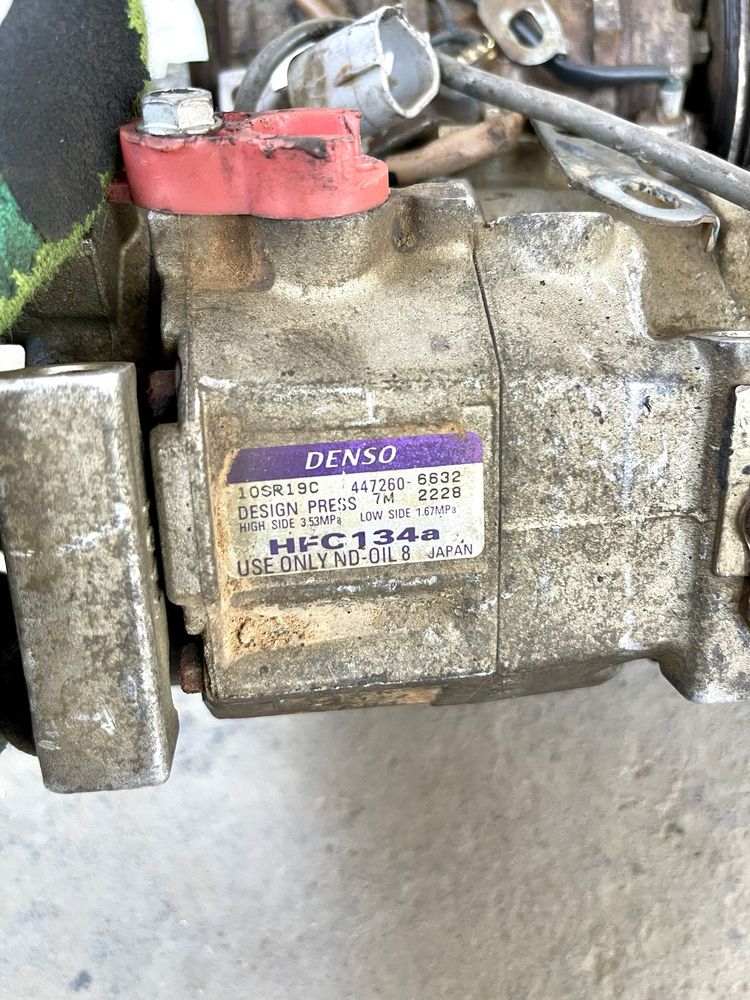 DENSO
10SR19C 447260-6632
DESIGN PRESS 7M 2228
HIGH SIDE 3.53MPa LOW SIDE 1.67MPa
HFC134a
USE ONLY ND-OIL 8 JAPAN